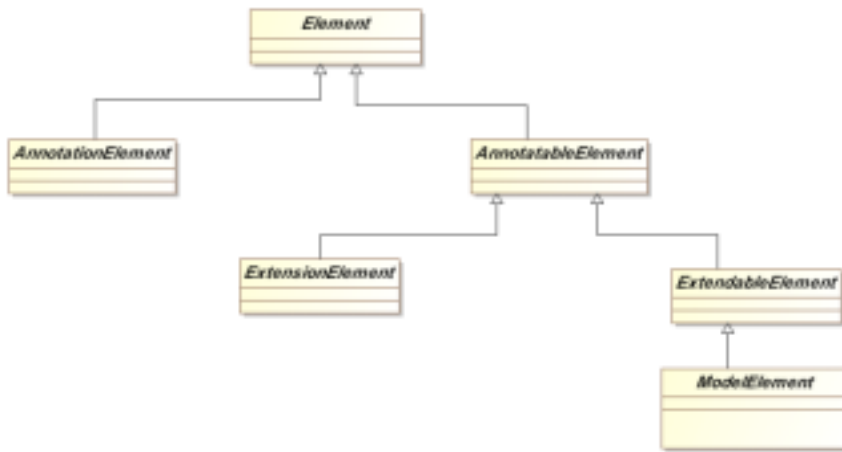 Element
AnnotationElement
AnnotatableElement
ExtensionElement
ExtendableElement
ModelElement